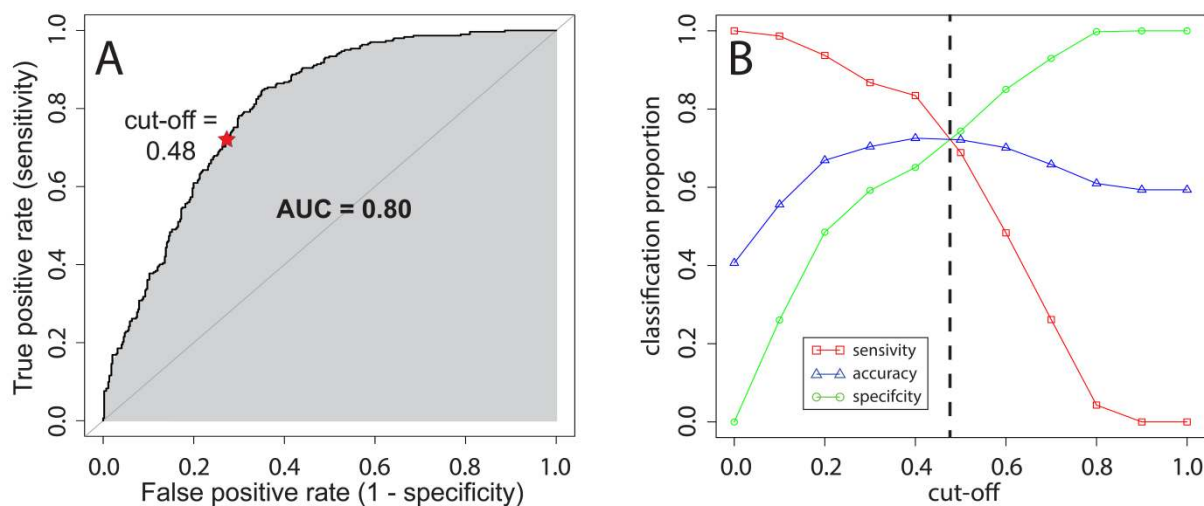 A
cut-off =
0.48
AUC = 0.80
True positive rate (sensitivity)
0.0 0.2 0.4 0.6 0.8 1.0
0.0 0.2 0.4 0.6 0.8 1.0
False positive rate (1 - specificity)
B
classification proportion
0.0 0.2 0.4 0.6 0.8 1.0
sensivity
accuracy
specifcity
0.0 0.2 0.4 0.6 0.8 1.0
cut-off